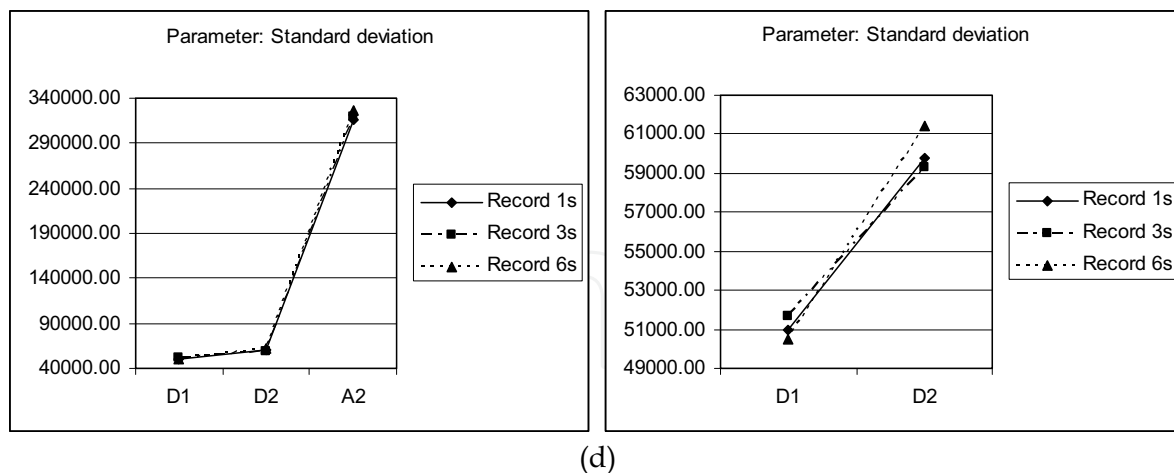 Parameter: Standard deviation
340000.00
290000.00
240000.00
190000.00
140000.00
90000.00
40000.00
D1 D2 A2
Record 1s
Record 3s
Record 6s
Parameter: Standard deviation
63000.00
61000.00
59000.00
57000.00
55000.00
53000.00
51000.00
49000.00
D1 D2
Record 1s
Record 3s
Record 6s
(d)